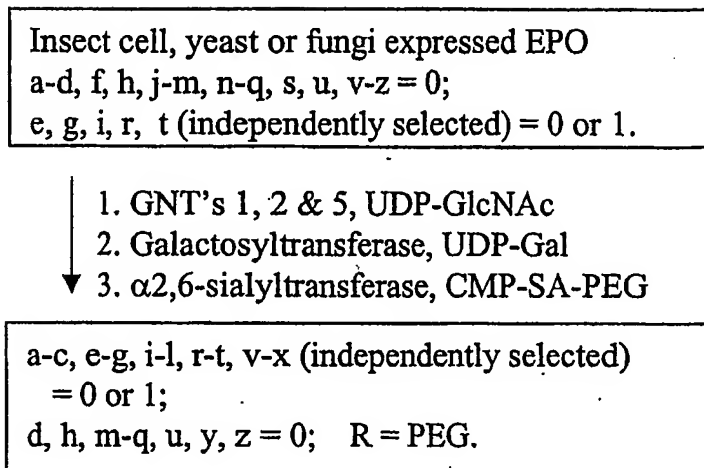 Insect cell, yeast or fungi expressed EPO
a-d, f, h, j-m, n-q, s, u, v-z = 0;
e, g, i, r, t (independently selected) = 0 or 1.
1. GNT's 1, 2 & 5, UDP-GlcNAc
2. Galactosyltransferase, UDP-Gal
3. α2,6-sialyltransferase, CMP-SA-PEG
a-c, e-g, i-l, r-t, v-x (independently selected)
= 0 or 1;
d, h, m-q, u, y, z = 0; R = PEG.